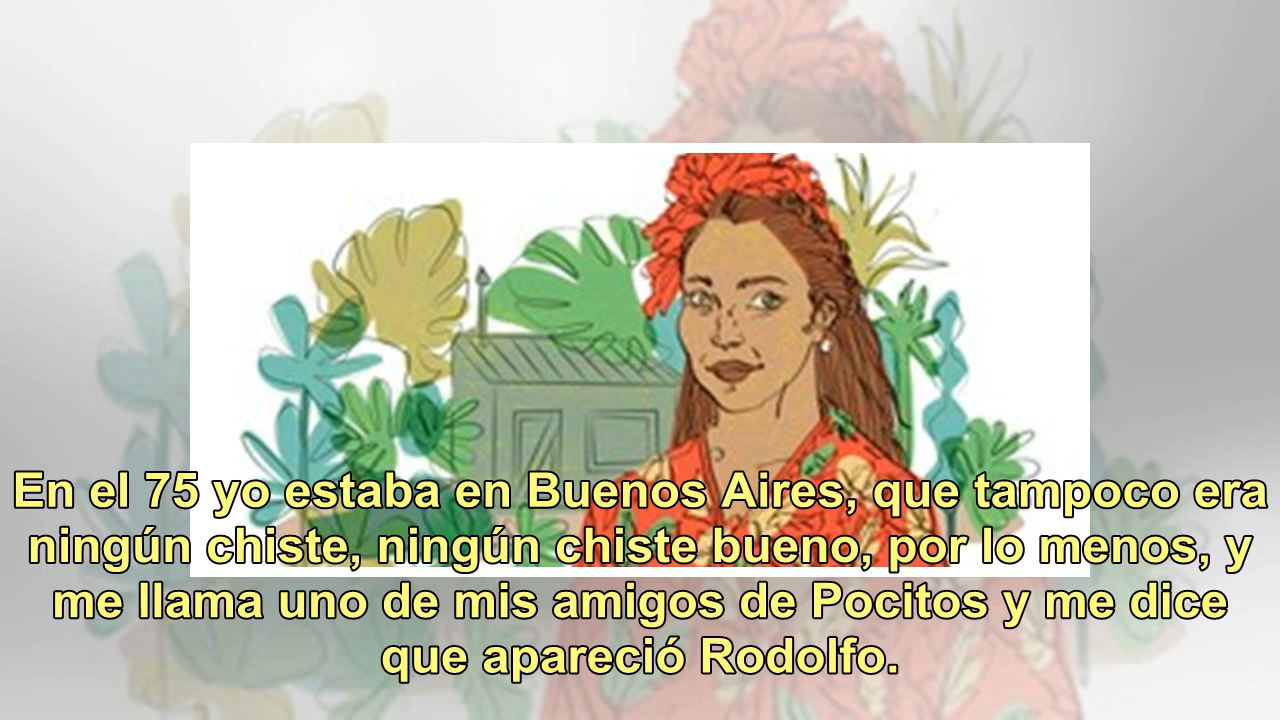 En el 75 yo estaba en Buenos Aires, que tampoco era
ningún chiste, ningún chiste bueno, por lo menos, y
me llama uno de mis amigos de Pocitos y me dice
que apareció Rodolfo.